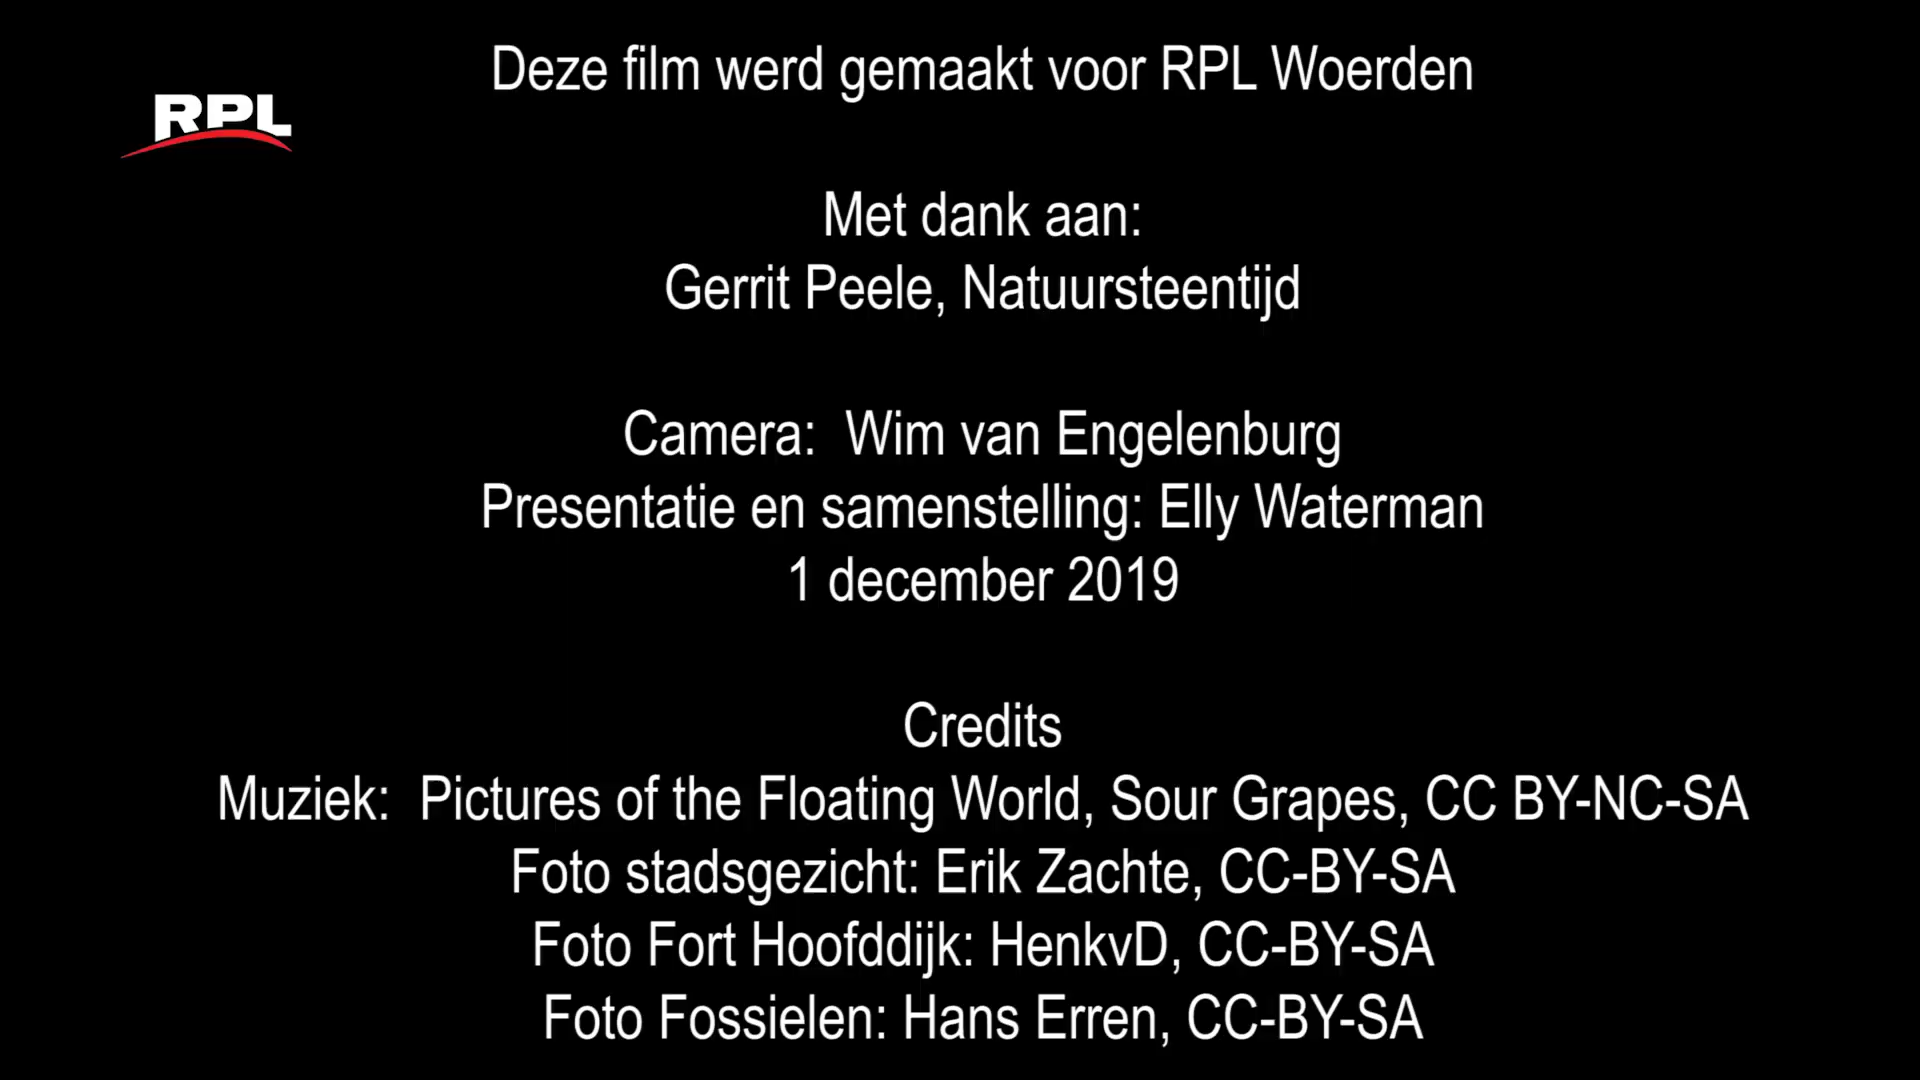 Deze film werd gemaakt voor RPL Woerden
RPL
Met dank aan:
Gerrit Peele, Natuursteentijd
Camera:  Wim van Engelenburg
Presentatie en samenstelling: Elly Waterman
1 december 2019
Credits
Muziek:  Pictures of the Floating World, Sour Grapes, CC BY-NC-SA
Foto stadsgezicht: Erik Zachte, CC-BY-SA
Foto Fort Hoofddijk: HenkvD, CC-BY-SA
Foto Fossielen: Hans Erren, CC-BY-SA